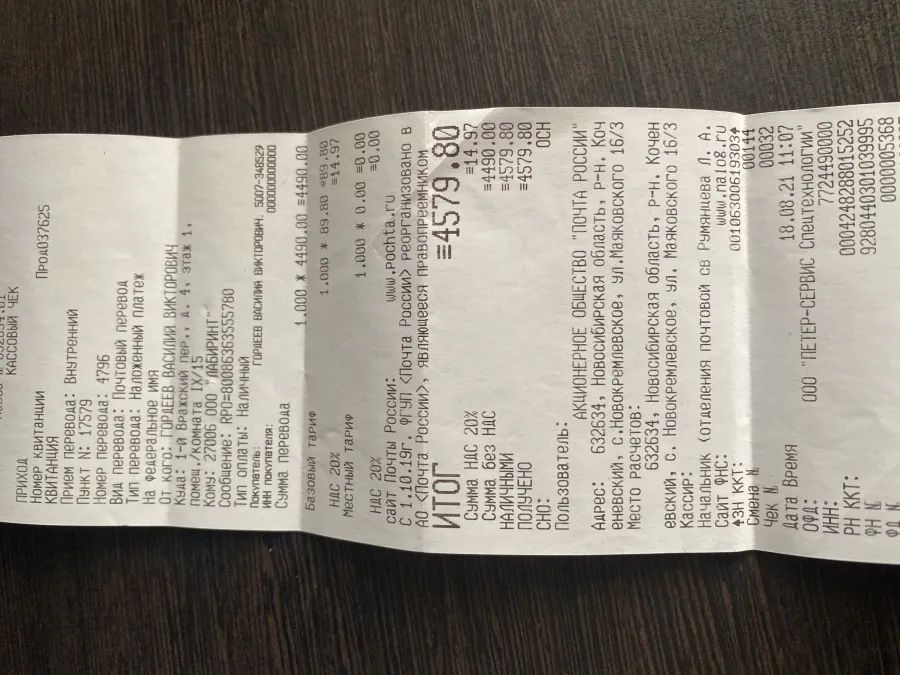 КАССОВЫЙ ЧЕК
ПРИХОД
Номер квитанции Прод037625
КВИТАНЦИЯ
Прием перевода: Внутренний
Пункт N: 17579
Номер перевода: 4796
Вид перевода: Почтовый перевод
Тип перевода: Наложенный платеж
На Федеральное имя
От кого: ГОРДЕЕВ ВАСИЛИЙ ВИКТОРОВИЧ
Куда: 1-й Вражский пер., д. 4, этаж 1,
помещ./комната IX/15
Кому: 27006 ООО "ЛАБИРИНТ"
Сообщение: RPO=80086363555780
Тип оплаты: Наличный
Покупатель: ГОРДЕЕВ ВАСИЛИЙ ВИКТОРОВИЧ. 5007-348529
ИНН покупателя: 000000000000
Сумма перевода
1.000 * 4490.00 ≡4490.00
Базовый тариф
1.000 * 89.80 ≡89.80
НДС 20% ≡14.97
Местный тариф
1.000 * 0.00 ≡0.00
НДС 20% ≡0.00
сайт Почты России: www.pochta.ru
С 1.10.19г. ФГУП <Почта России> реорганизовано в
АО <Почта России>, являющееся правопреемником
ИТОГ ≡4579.80
Сумма НДС 20% ≡14.97
Сумма без НДС ≡4490.00
НАЛИЧНЫМИ ≡4579.80
ПОЛУЧЕНО ≡4579.80
СНО: ОСН
Пользователь:
АКЦИОНЕРНОЕ ОБЩЕСТВО "ПОЧТА РОССИИ"
Адрес: 632634, Новосибирская область, р-н. Коч
еневский, с.Новокремлевское, ул.Маяковского 16/3
Место расчетов:
632634, Новосибирская область, р-н. Кочен
евский, с. Новокремлевское, ул. Маяковского 16/3
Кассир:
Начальник (отделения почтовой св Румянцева Л. А.
Сайт ФНС: www.nalog.ru
ЗН ККТ: 00106306193034
Смена N 00144
Чек N 00032
Дата Время 18.08.21 11:07
ОФД: ООО "ПЕТЕР-СЕРВИС Спецтехнологии"
ИНН: 7724490000
РН ККТ: 0004248288015252
ФН N 9280440301039995
ФД N 0000005368